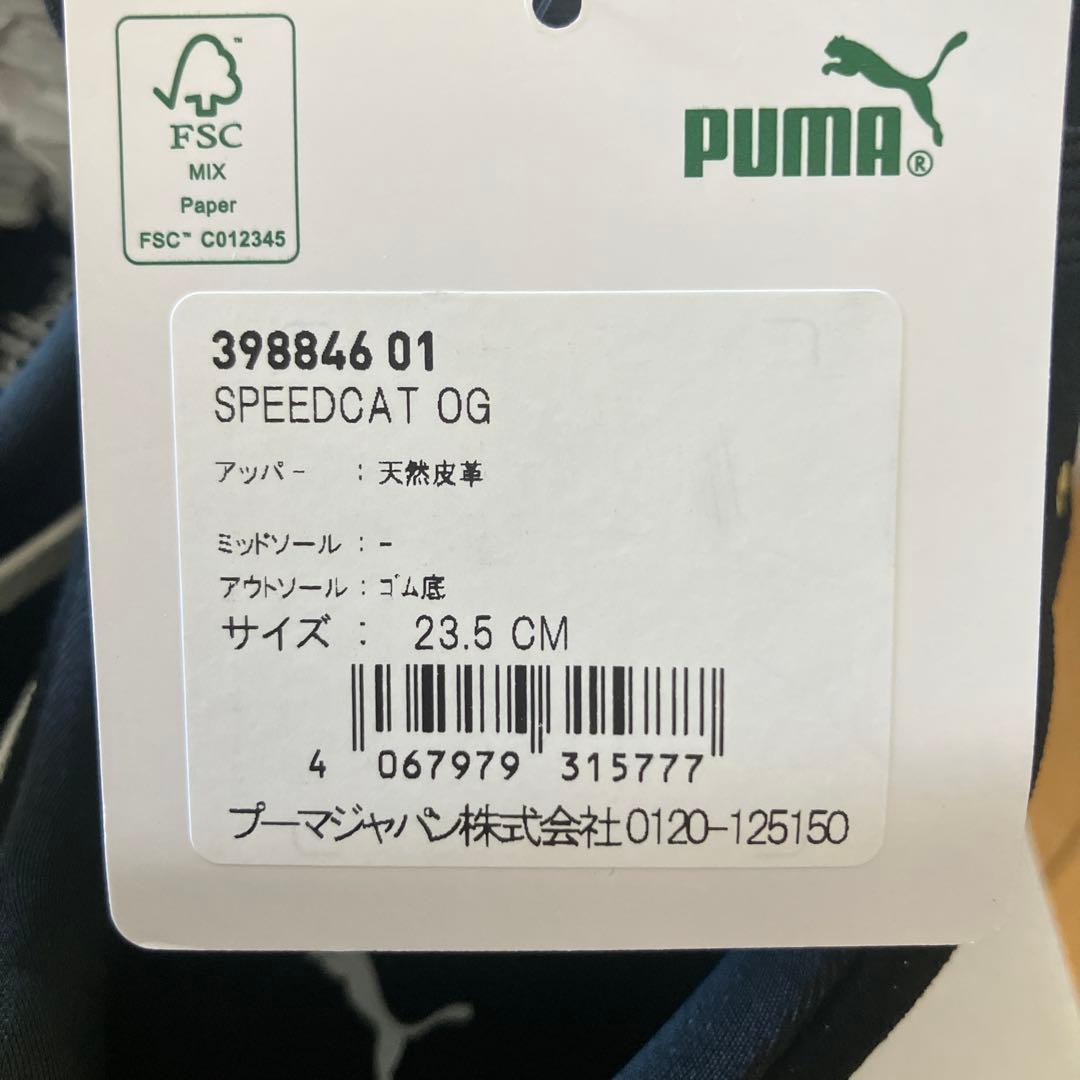 FSC™
MIX
Paper
FSC™ C012345
PUMA®
398846 01
SPEEDCAT OG
アッパー : 天然皮革
ミッドソール : -
アウトソール : ゴム底
サイズ : 23.5 CM
4 067979 315777
プーマジャパン株式会社0120-125150